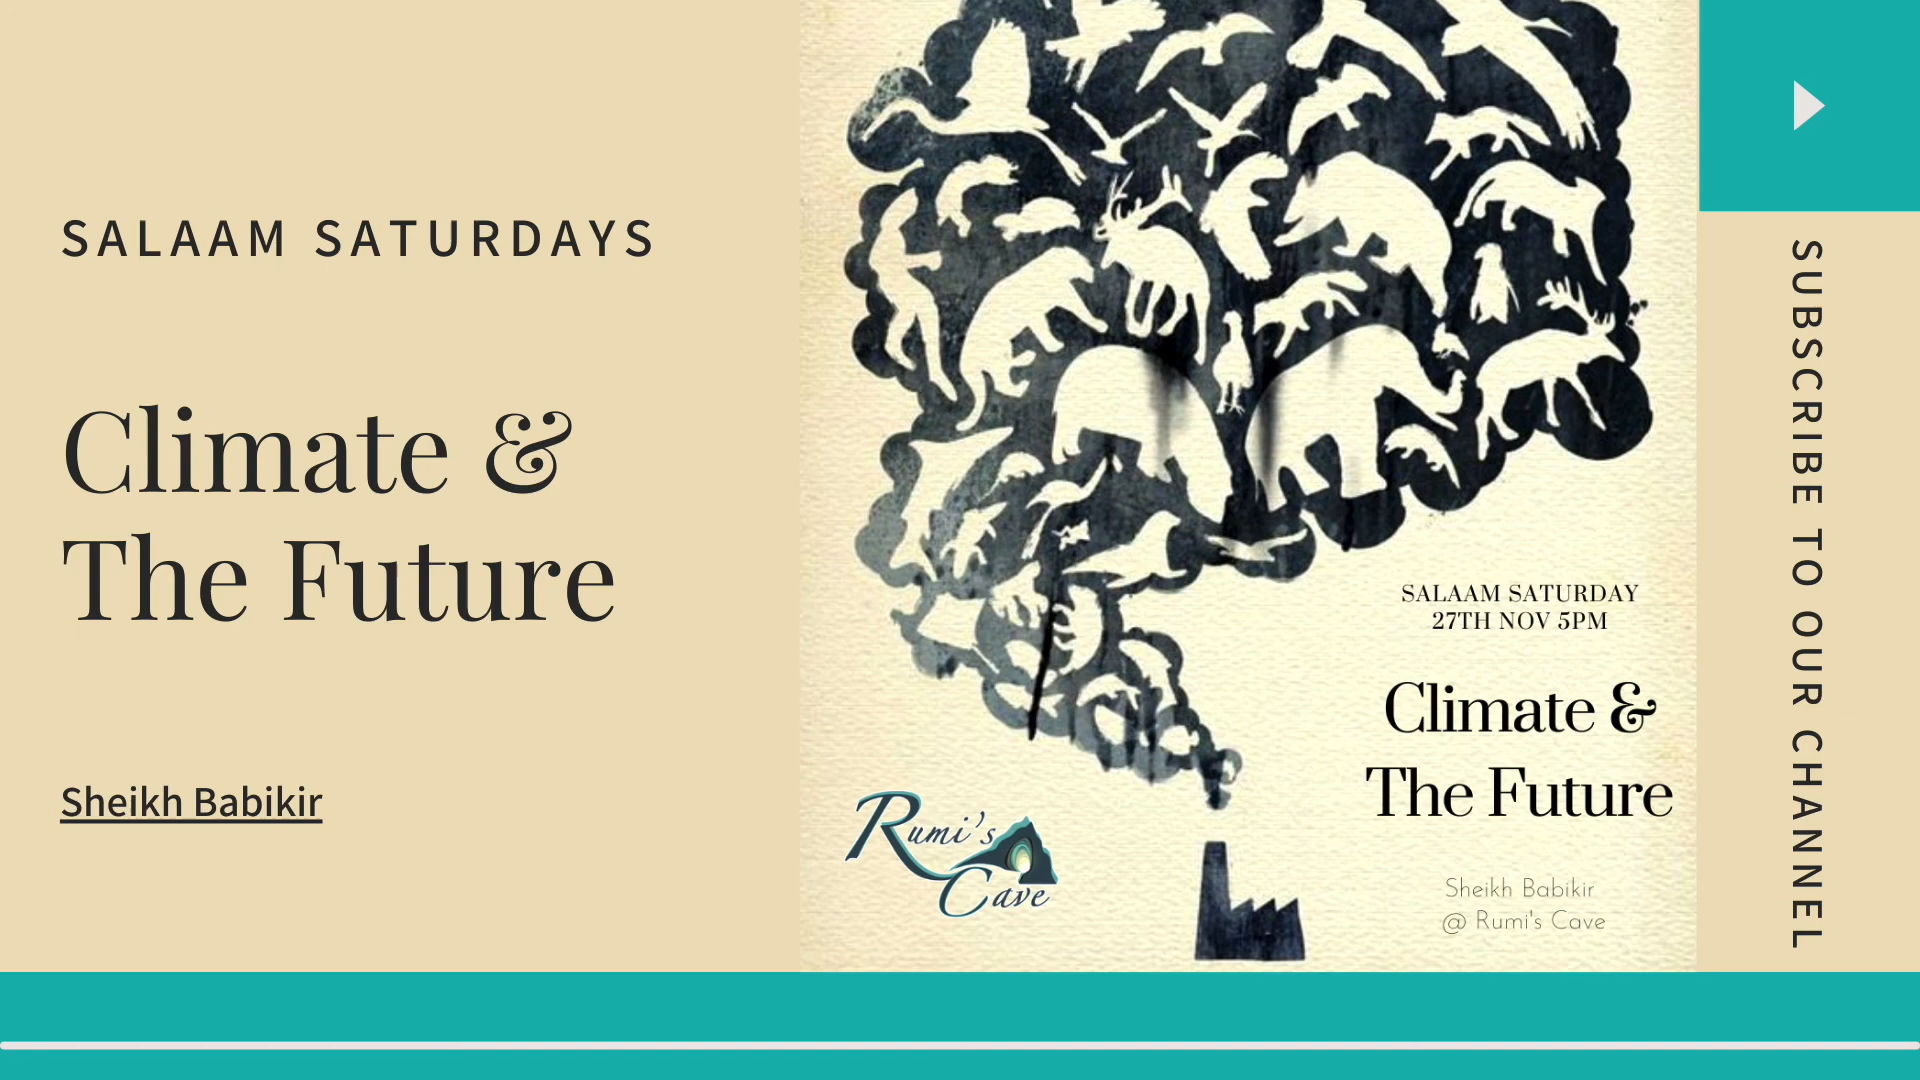 SALAAM SATURDAYS
Climate &
The Future
Sheikh Babikir
SALAAM SATURDAY
27TH NOV 5PM
Climate &
The Future
Sheikh Babikir
@ Rumi's Cave
Rumi's
Cave
SUBSCRIBE TO OUR CHANNEL